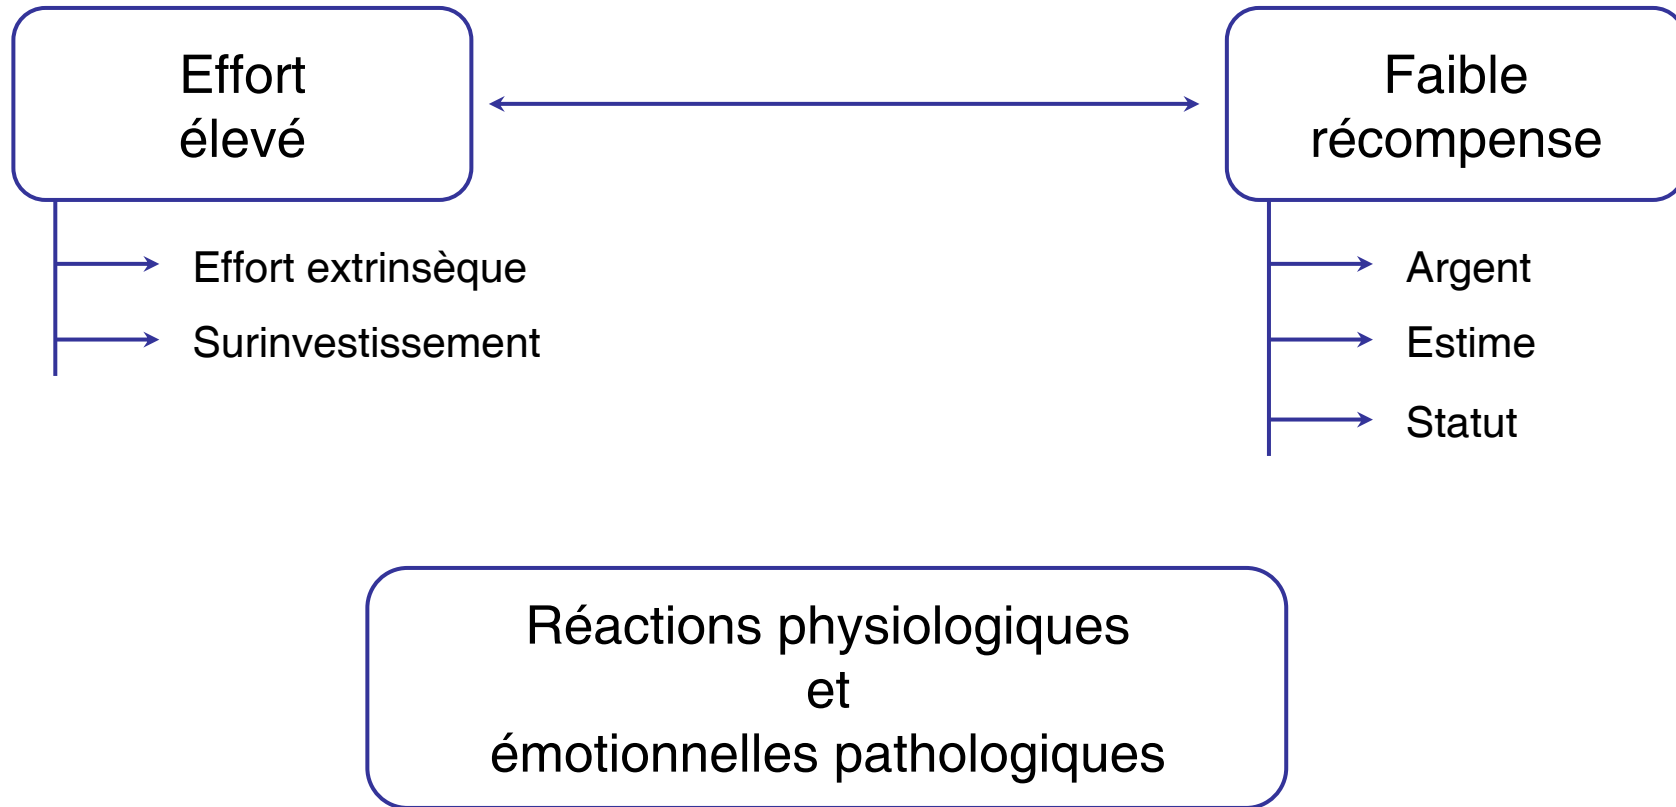 Effort
élevé
Effort extrinsèque
Surinvestissement
Faible
récompense
Argent
Estime
Statut
Réactions physiologiques
et
émotionnelles pathologiques